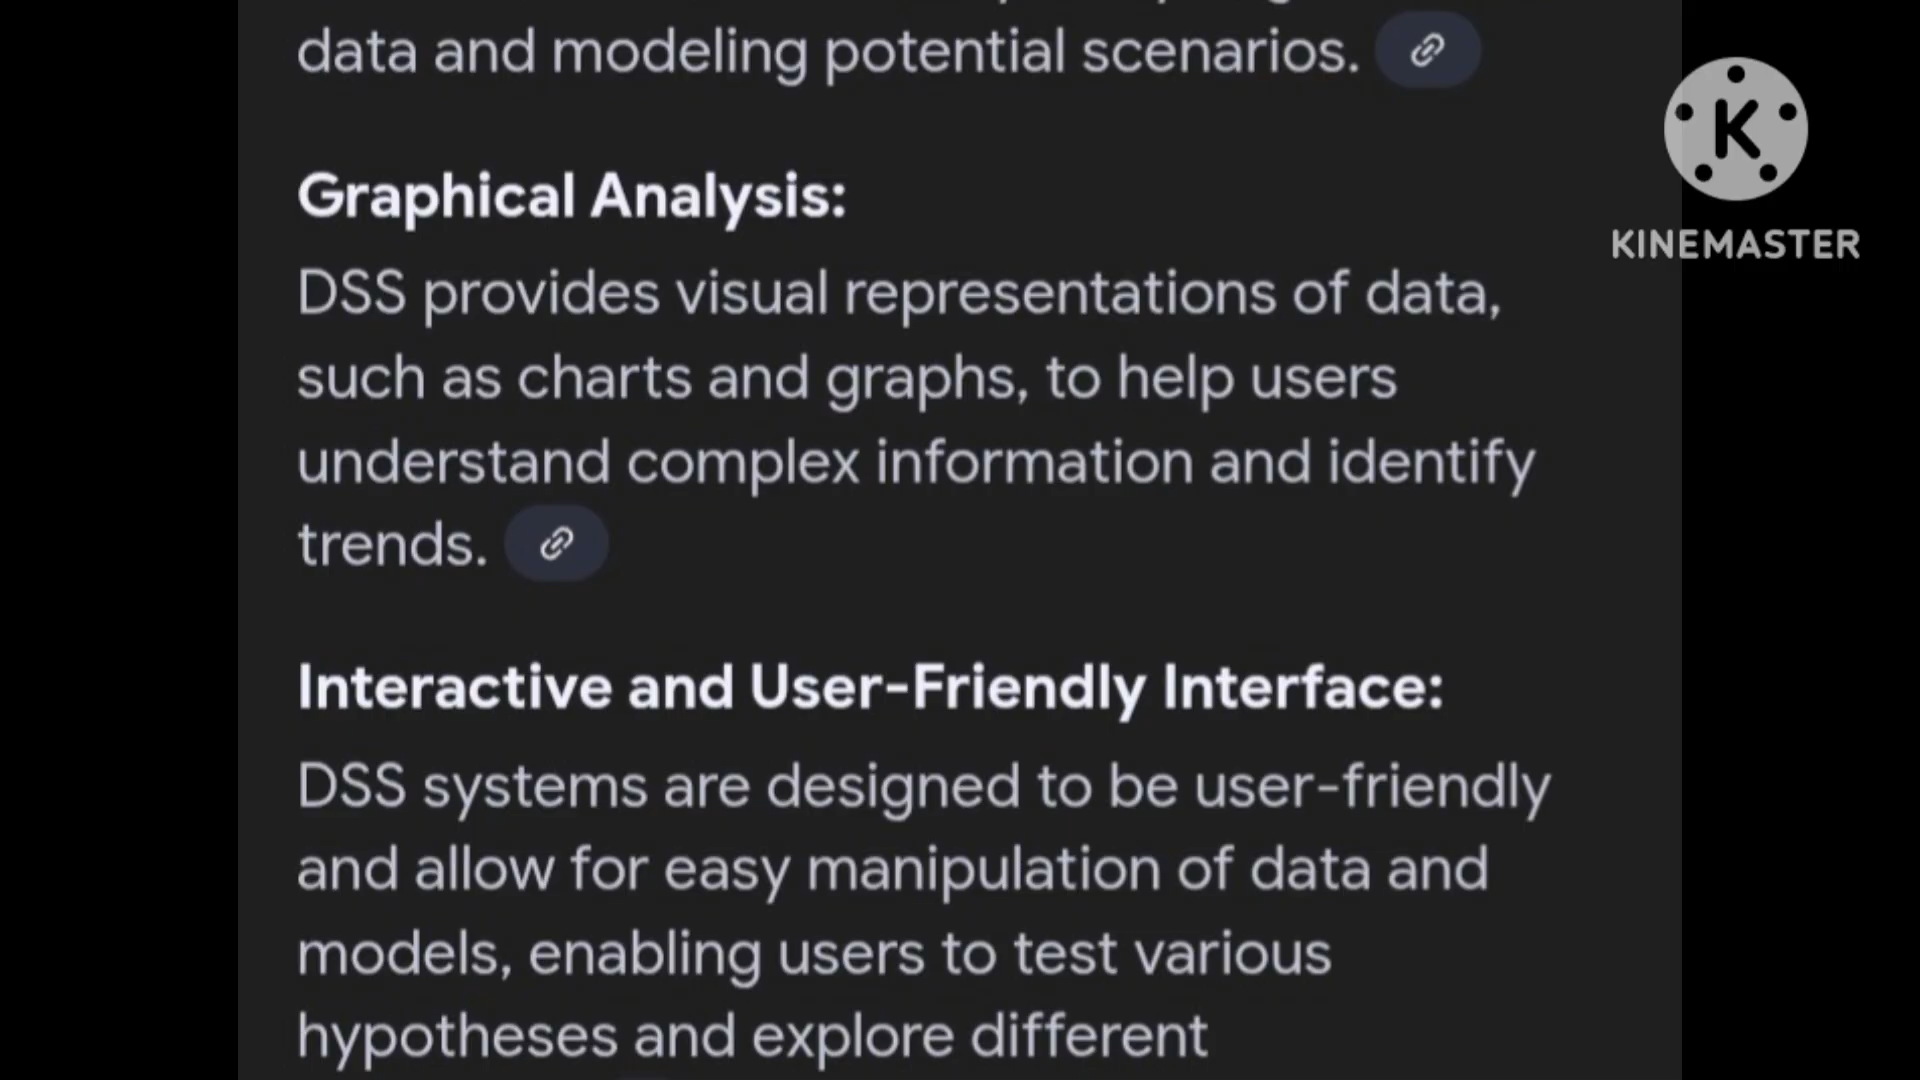 data and modeling potential scenarios.
K
KINEMASTER
Graphical Analysis:
DSS provides visual representations of data,
such as charts and graphs, to help users
understand complex information and identify
trends.
Interactive and User-Friendly Interface:
DSS systems are designed to be user-friendly
and allow for easy manipulation of data and
models, enabling users to test various
hypotheses and explore different